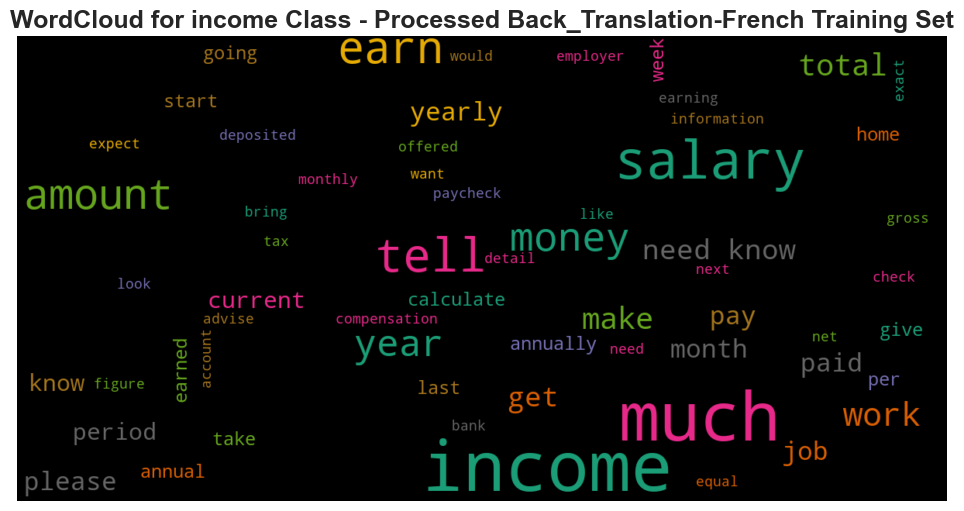 WordCloud for income Class - Processed Back_Translation-French Training Set
going
earn
would
employer
week
total
exact
start
yearly
earning
information
home
expect
deposited
offered
salary
amount
monthly
want
paycheck
bring
like
gross
tax
tell
detail
money
need know
next
check
look
current
calculate
advise
compensation
make
pay
give
year
annually
need
month
net
paid
per
know
figure
earned
account
last
get
much
work
period
take
bank
job
please
annual
income
equal